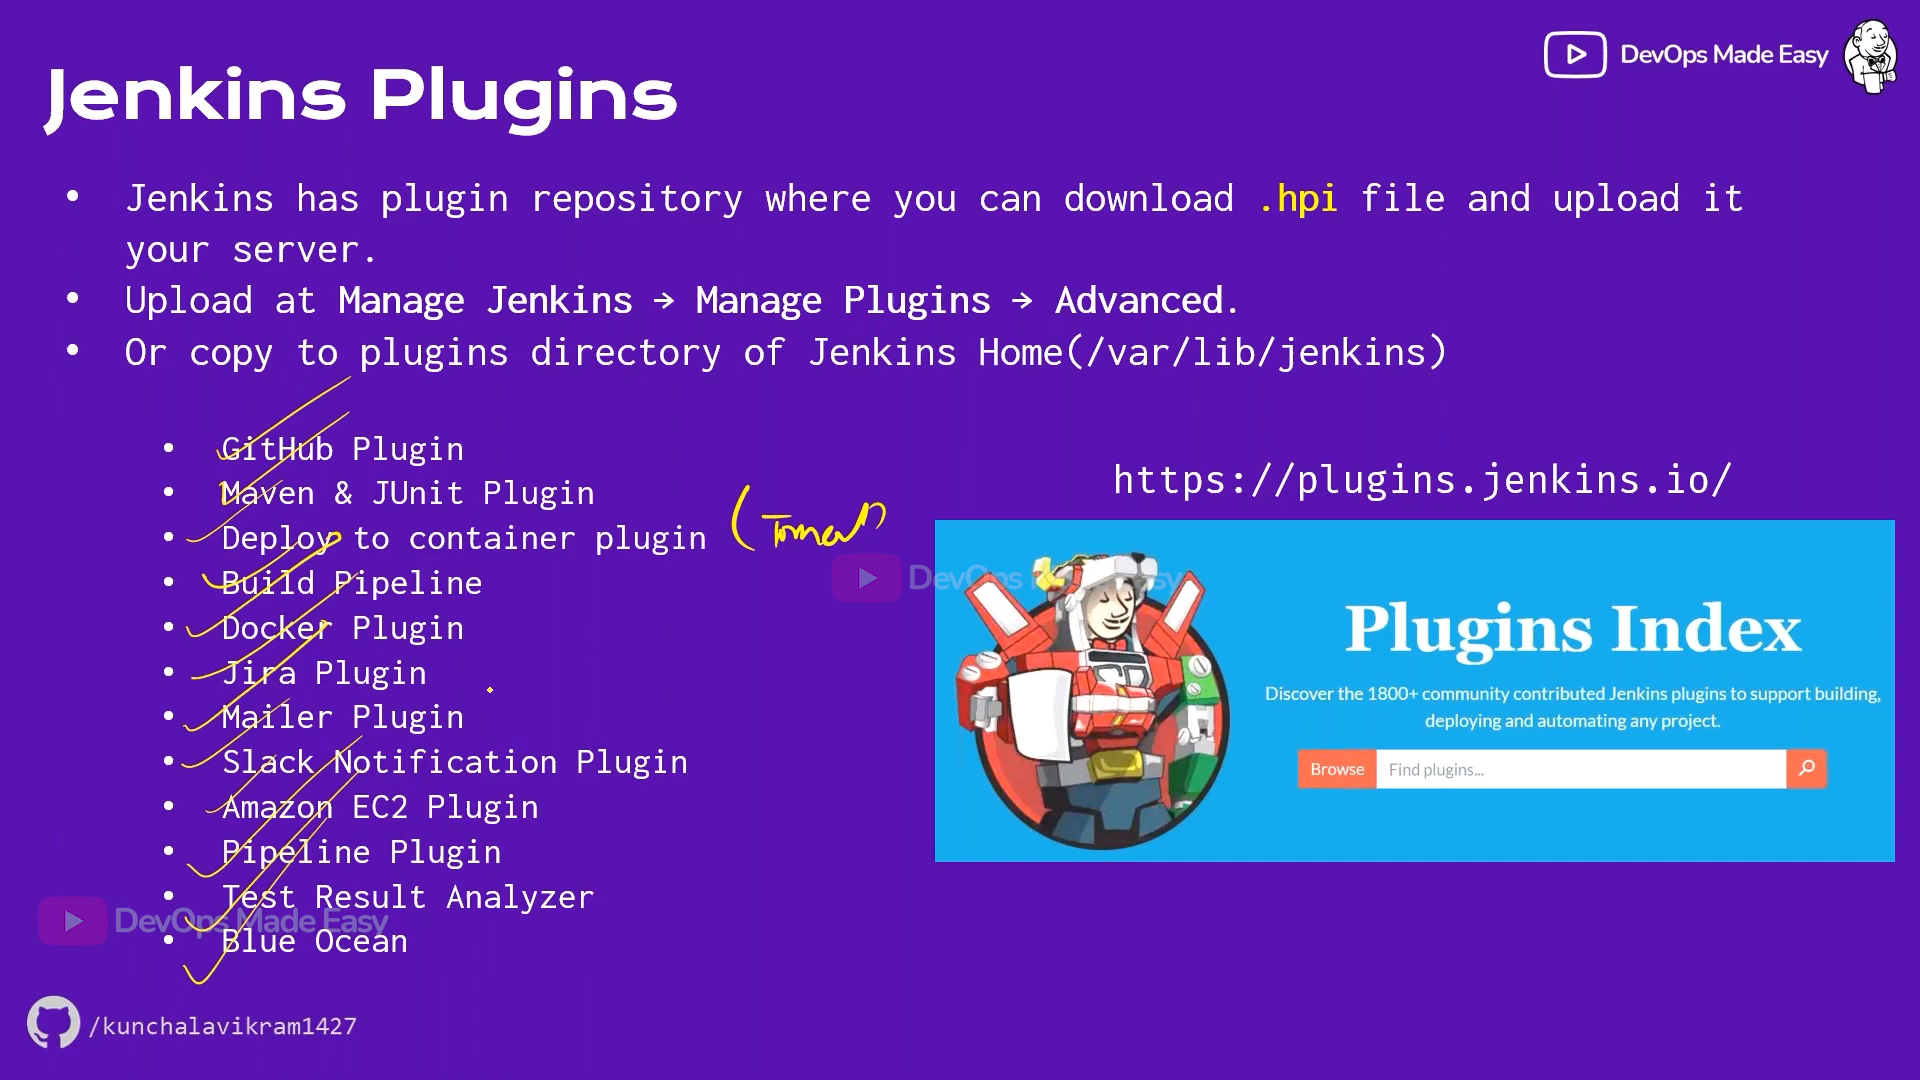 DevOps Made Easy
Jenkins Plugins
• Jenkins has plugin repository where you can download .hpi file and upload it
your server.
• Upload at Manage Jenkins → Manage Plugins → Advanced.
• Or copy to plugins directory of Jenkins Home(/var/lib/jenkins)
• GitHub Plugin
• Maven & JUnit Plugin
• Deploy to container plugin
• Build Pipeline
• Docker Plugin
• Jira Plugin
• Mailer Plugin
• Slack Notification Plugin
• Amazon EC2 Plugin
• Pipeline Plugin
• Test Result Analyzer
• Blue Ocean
https://plugins.jenkins.io/
DevOps Made Easy
Plugins Index
Discover the 1800+ community contributed Jenkins plugins to support building,
deploying and automating any project.
Browse Find plugins...
DevOps Made Easy
/kunchalavikram1427